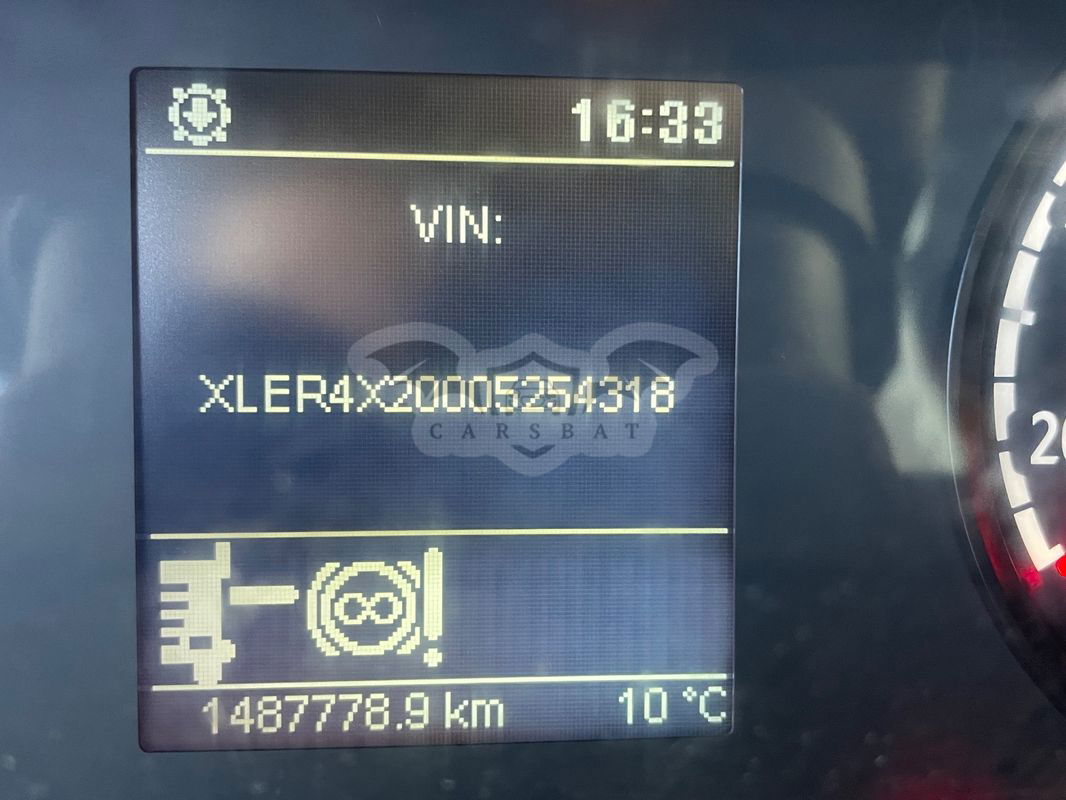 16:33
VIN:
XLER4X20005254318
CARSBAT
1487778.9 km 10 °C